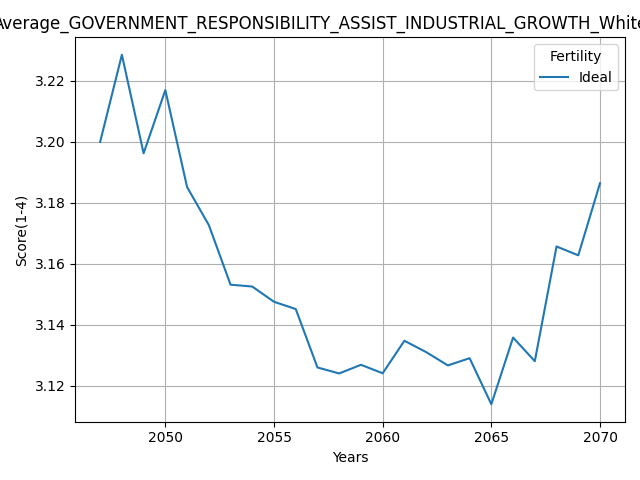 Average_GOVERNMENT_RESPONSIBILITY_ASSIST_INDUSTRIAL_GROWTH_White
Fertility
Ideal
3.22
3.20
3.18
3.16
3.14
3.12
Score(1-4)
2050 2055 2060 2065 2070
Years